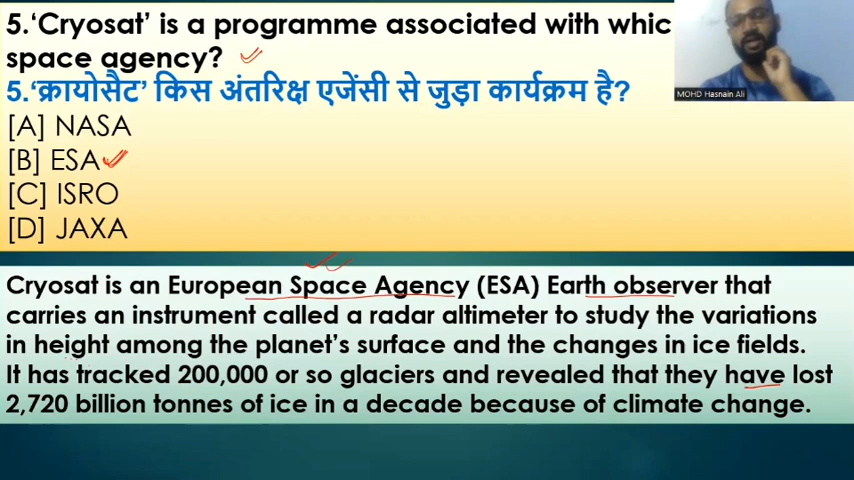 5.‘Cryosat’ is a programme associated with whic
space agency?
5.‘क्रायोसैट’ किस अंतरिक्ष एजेंसी से जुड़ा कार्यक्रम है?
[A] NASA
[B] ESA
[C] ISRO
[D] JAXA
MOHD Hasnain Ali
Cryosat is an European Space Agency (ESA) Earth observer that
carries an instrument called a radar altimeter to study the variations
in height among the planet’s surface and the changes in ice fields.
It has tracked 200,000 or so glaciers and revealed that they have lost
2,720 billion tonnes of ice in a decade because of climate change.